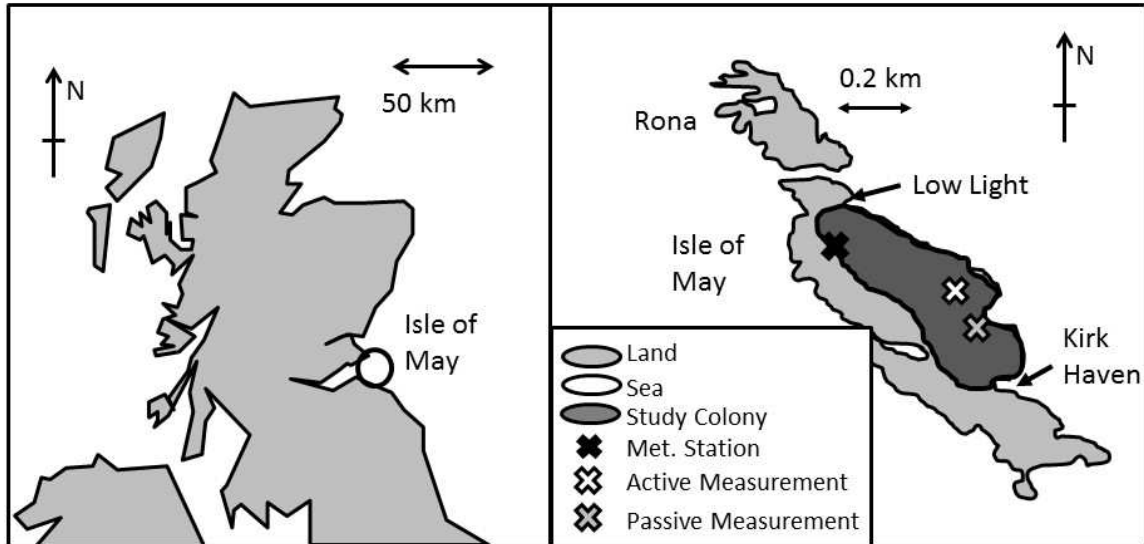 N
50 km
Isle of
May
N
0.2 km
Rona
Low Light
Isle of
May
Kirk
Haven
Land
Sea
Study Colony
Met. Station
Active Measurement
Passive Measurement